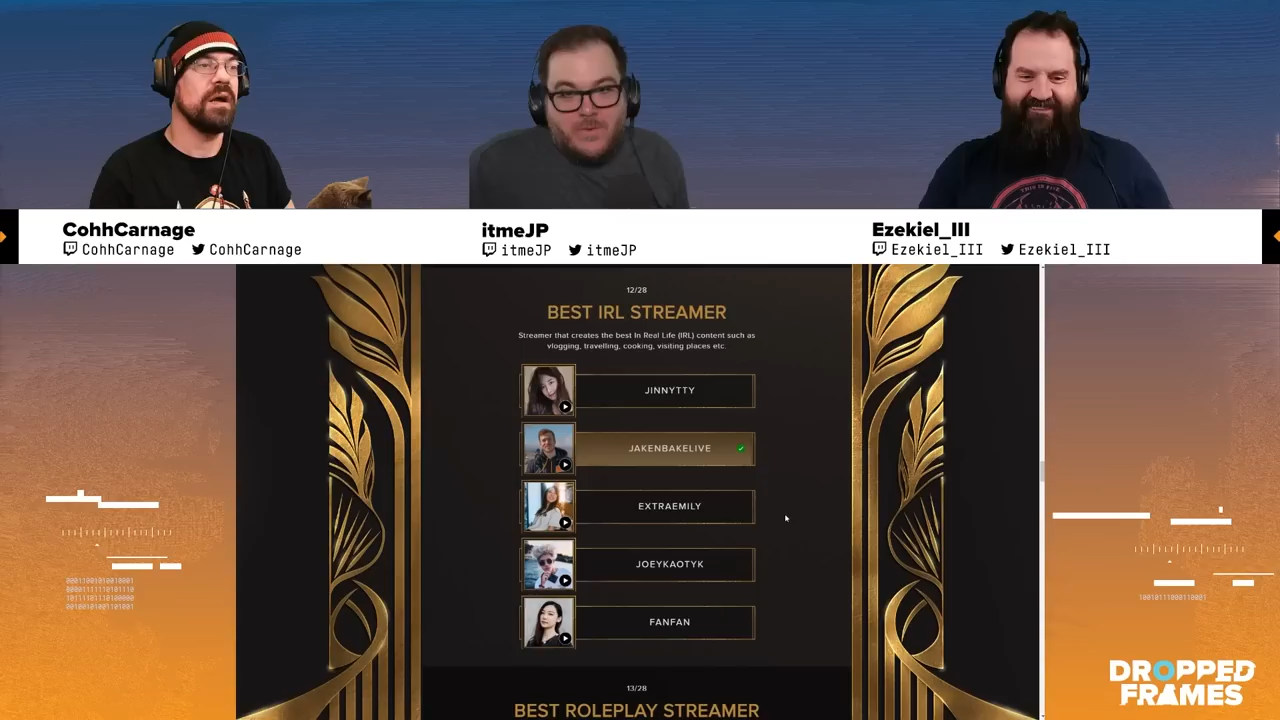 CohhCarnage
CohhCarnage CohhCarnage
itmeJP
itmeJP itmeJP
Ezekiel_III
Ezekiel_III Ezekiel_III
12/28
BEST IRL STREAMER
Streamer that creates the best In Real Life (IRL) content such as
vlogging, travelling, cooking, visiting places etc.
JINNYTTY
JAKENBAKELIVE
EXTRAEMILY
JOEYKAOTYK
FANFAN
13/28
BEST ROLEPLAY STREAMER
DROPPED
FRAMES